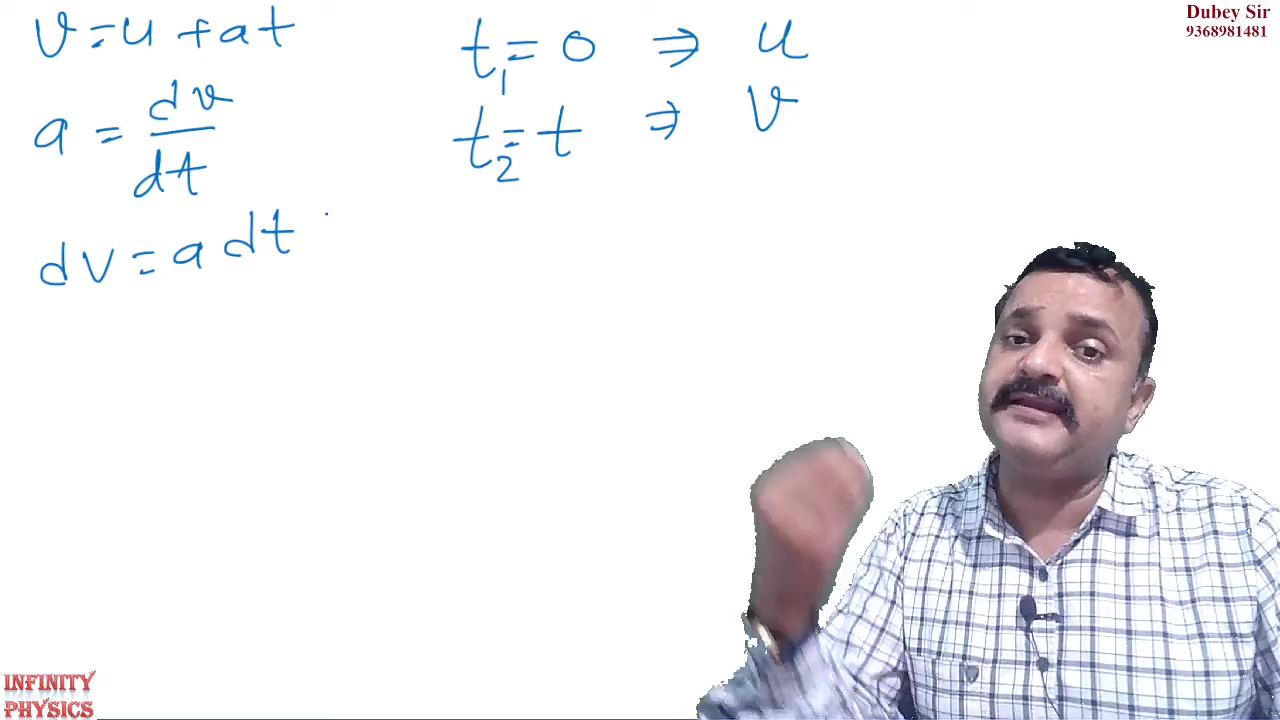 v = u + at
a = dv/dt
dv = a dt
t₁ = 0 ⇒ u
t₂ = t ⇒ v
Dubey Sir
9368981481
INFINITY
PHYSICS